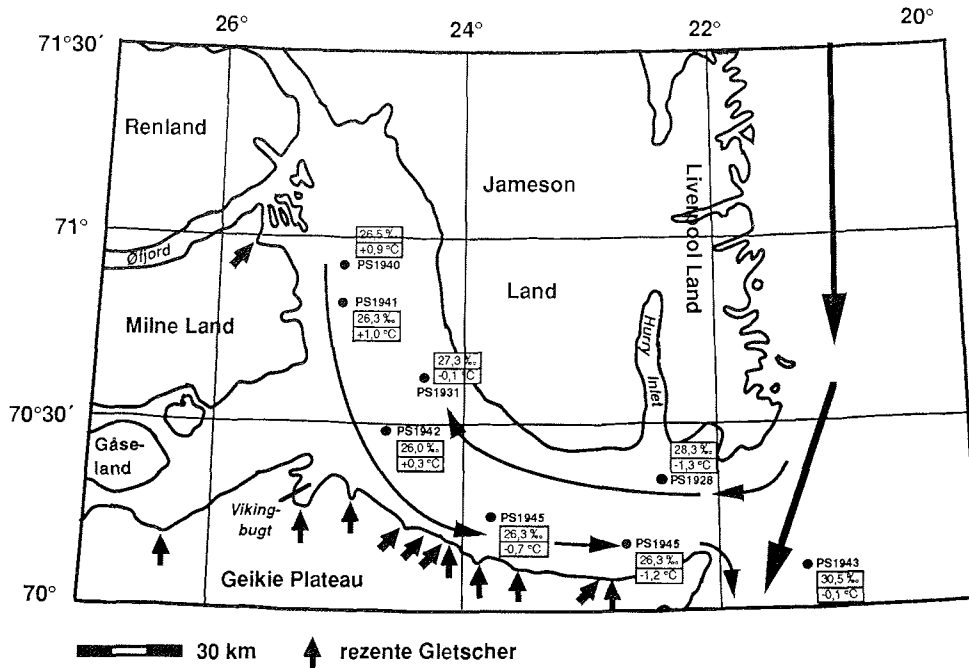 26°
24°
22°
20°
71°30´
Renland
Jameson
Liverpool Land
71°
26,5 ‰
+0,9 °C
PS1940
Øfjord
PS1941
26,3 ‰
+1,0 °C
Land
Milne Land
Hurry
Inlet
27,3 ‰
-0,1 °C
PS1931
70°30´
PS1942
26,0 ‰
+0,3 °C
Gåse-
land
28,3 ‰
-1,3 °C
PS1928
Viking-
bugt
PS1945
26,3 ‰
-0,7 °C
PS1945
26,3 ‰
-1,2 °C
PS1943
30,5 ‰
-0,1 °C
Geikie Plateau
70°
30 km
rezente Gletscher